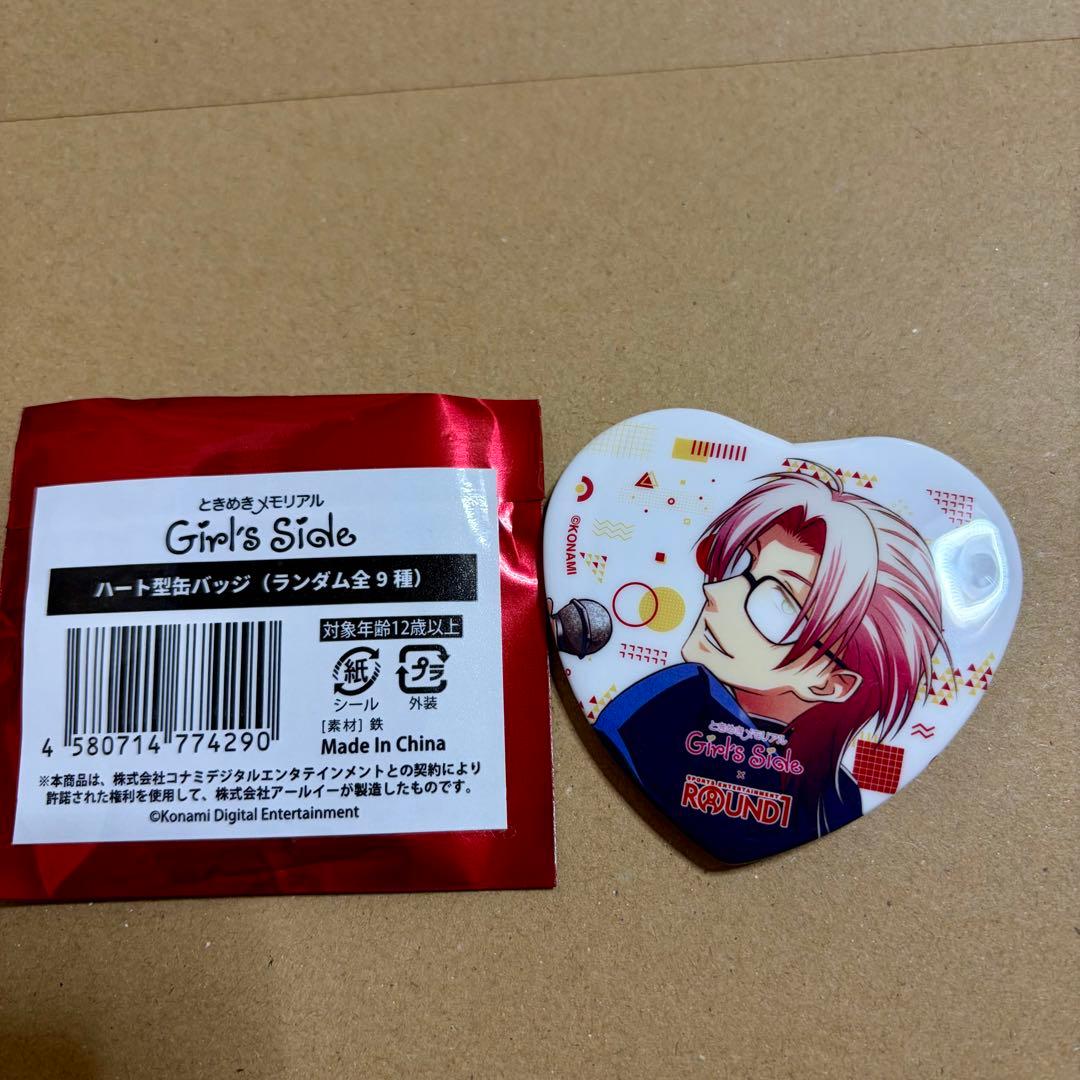 ときめきメモリアル
Girl's Side
ハート型缶バッジ（ランダム全9種）
対象年齢12歳以上
紙
シール
プラ
外装
[素材] 鉄
Made In China
4 580714 774290
※本商品は、株式会社コナミデジタルエンタテインメントとの契約により
許諾された権利を使用して、株式会社アールイーが製造したものです。
©Konami Digital Entertainment
©KONAMI
ときめきメモリアル
Girl's Side
×
SPORTS ENTERTAINMENT
ROUND1